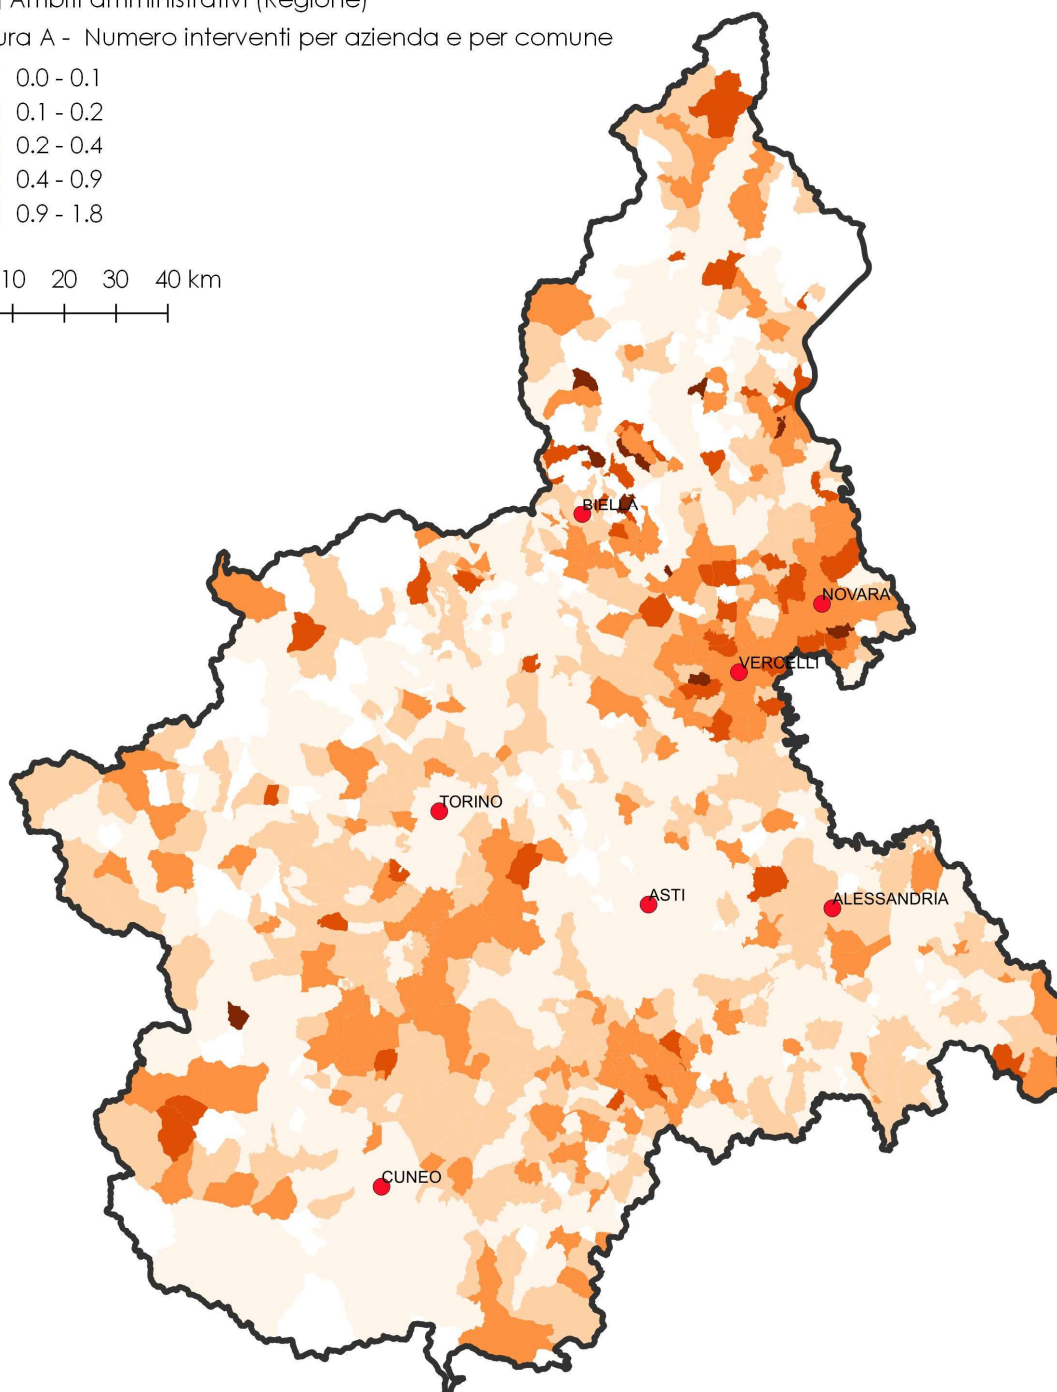 Ambiti amministrativi (Regione)
ura A - Numero interventi per azienda e per comune
0.0 - 0.1
0.1 - 0.2
0.2 - 0.4
0.4 - 0.9
0.9 - 1.8
10 20 30 40 km
BIELLA
NOVARA
VERCELLI
TORINO
ASTI
ALESSANDRIA
CUNEO